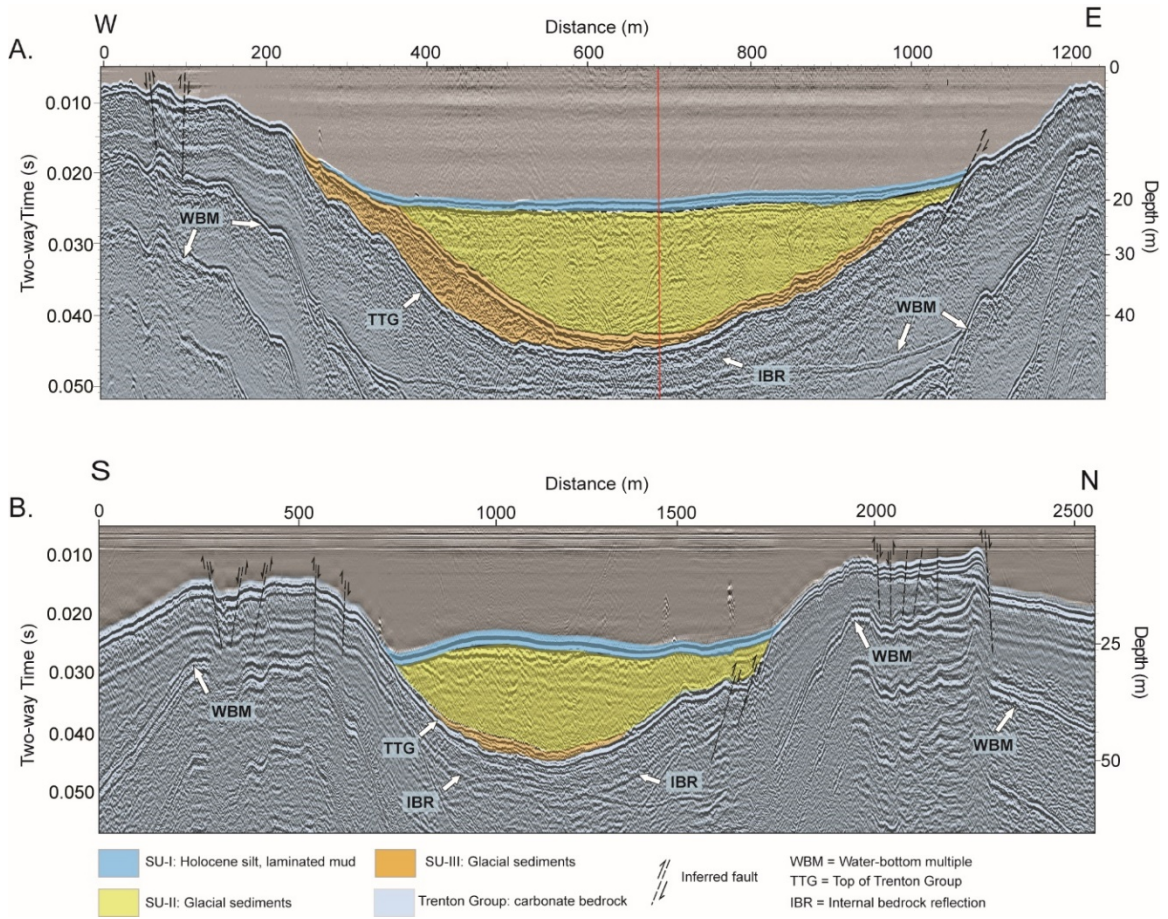 W
Distance (m)
E
A.
0 200 400 600 800 1000 1200
0
0.010
0.020
0.030
0.040
0.050
Two-wayTime (s)
20
30
40
Depth (m)
WBM
TTG
WBM
IBR
S
Distance (m)
N
B.
0 500 1000 1500 2000 2500
0.010
0.020
0.030
0.040
0.050
Two-way Time (s)
25
50
Depth (m)
WBM
WBM
TTG
WBM
IBR
IBR
SU-I: Holocene silt, laminated mud
SU-III: Glacial sediments
Inferred fault
WBM = Water-bottom multiple
TTG = Top of Trenton Group
SU-II: Glacial sediments
Trenton Group: carbonate bedrock
IBR = Internal bedrock reflection